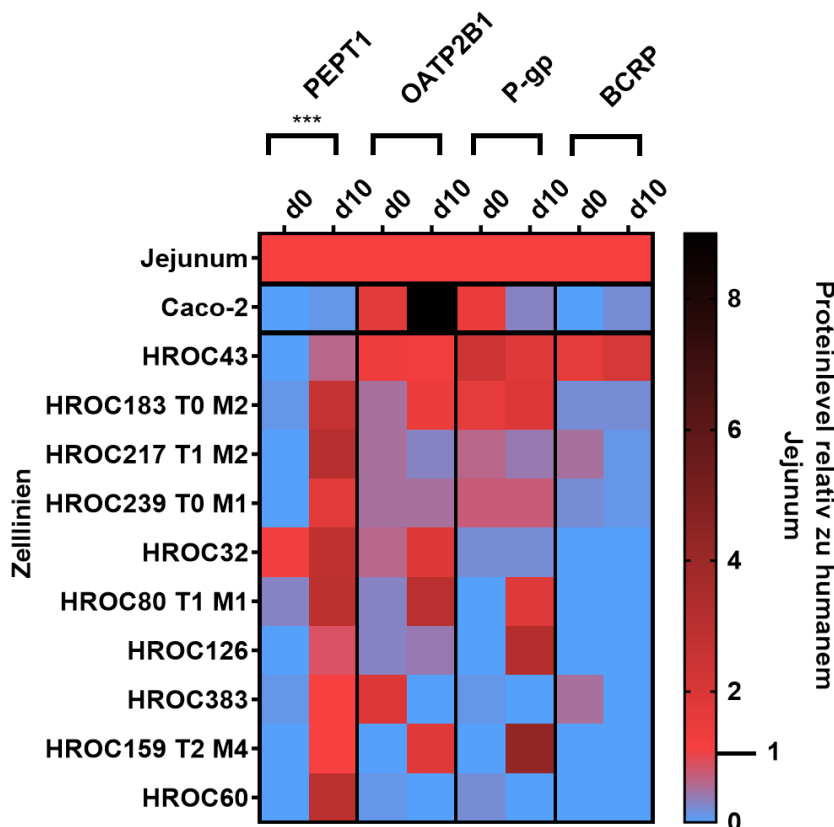 PEPT1
OATP2B1
P-gp
BCRP
***
d0
d10
d0
d10
d0
d10
d0
d10
Jejunum
Caco-2
HROC43
HROC183 T0 M2
HROC217 T1 M2
HROC239 T0 M1
HROC32
HROC80 T1 M1
HROC126
HROC383
HROC159 T2 M4
HROC60
Zelllinien
8
6
4
2
1
0
Proteinlevel relativ zu humanem
Jejunum